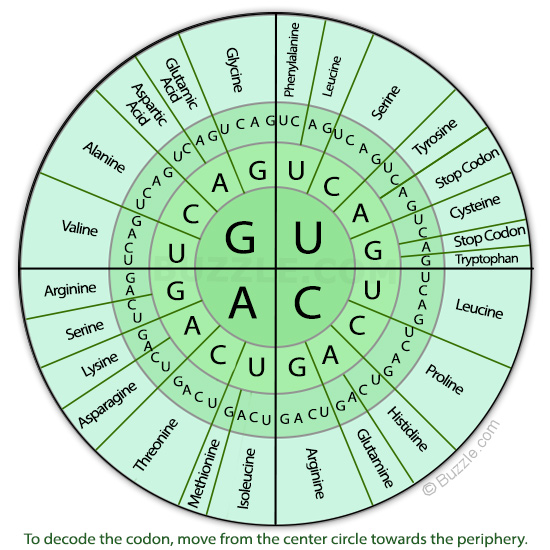 Phenylalanine
Leucine
Serine
Tyrosine
Stop Codon
Cysteine
Stop Codon
Tryptophan
Leucine
Proline
Histidine
Glutamine
Arginine
Isoleucine
Methionine
Threonine
Asparagine
Lysine
Serine
Arginine
Valine
Alanine
Aspartic
Acid
Glutamic
Acid
Glycine
U C A G U C A G U C A G U C A G
U C A G U C A G U C A G U C A G
G A C U G A C U G A C U G A C U
U C A G U C A G U C A G U C A G
U C A G
U C A G
U C A G
U C A G
G U
A C
BUZZLE.COM
© Buzzle.com
To decode the codon, move from the center circle towards the periphery.